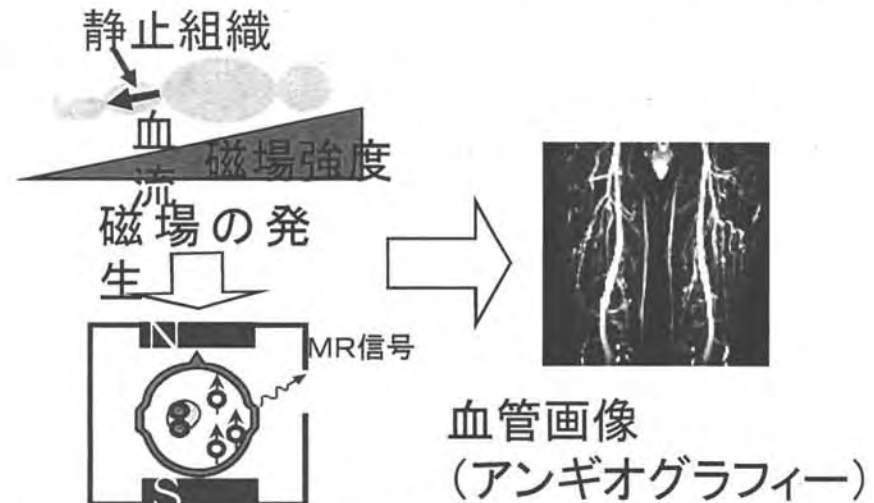 静止組織
血
流
磁場強度
磁場の発
生
N
MR信号
S
血管画像
（アンギオグラフィー）